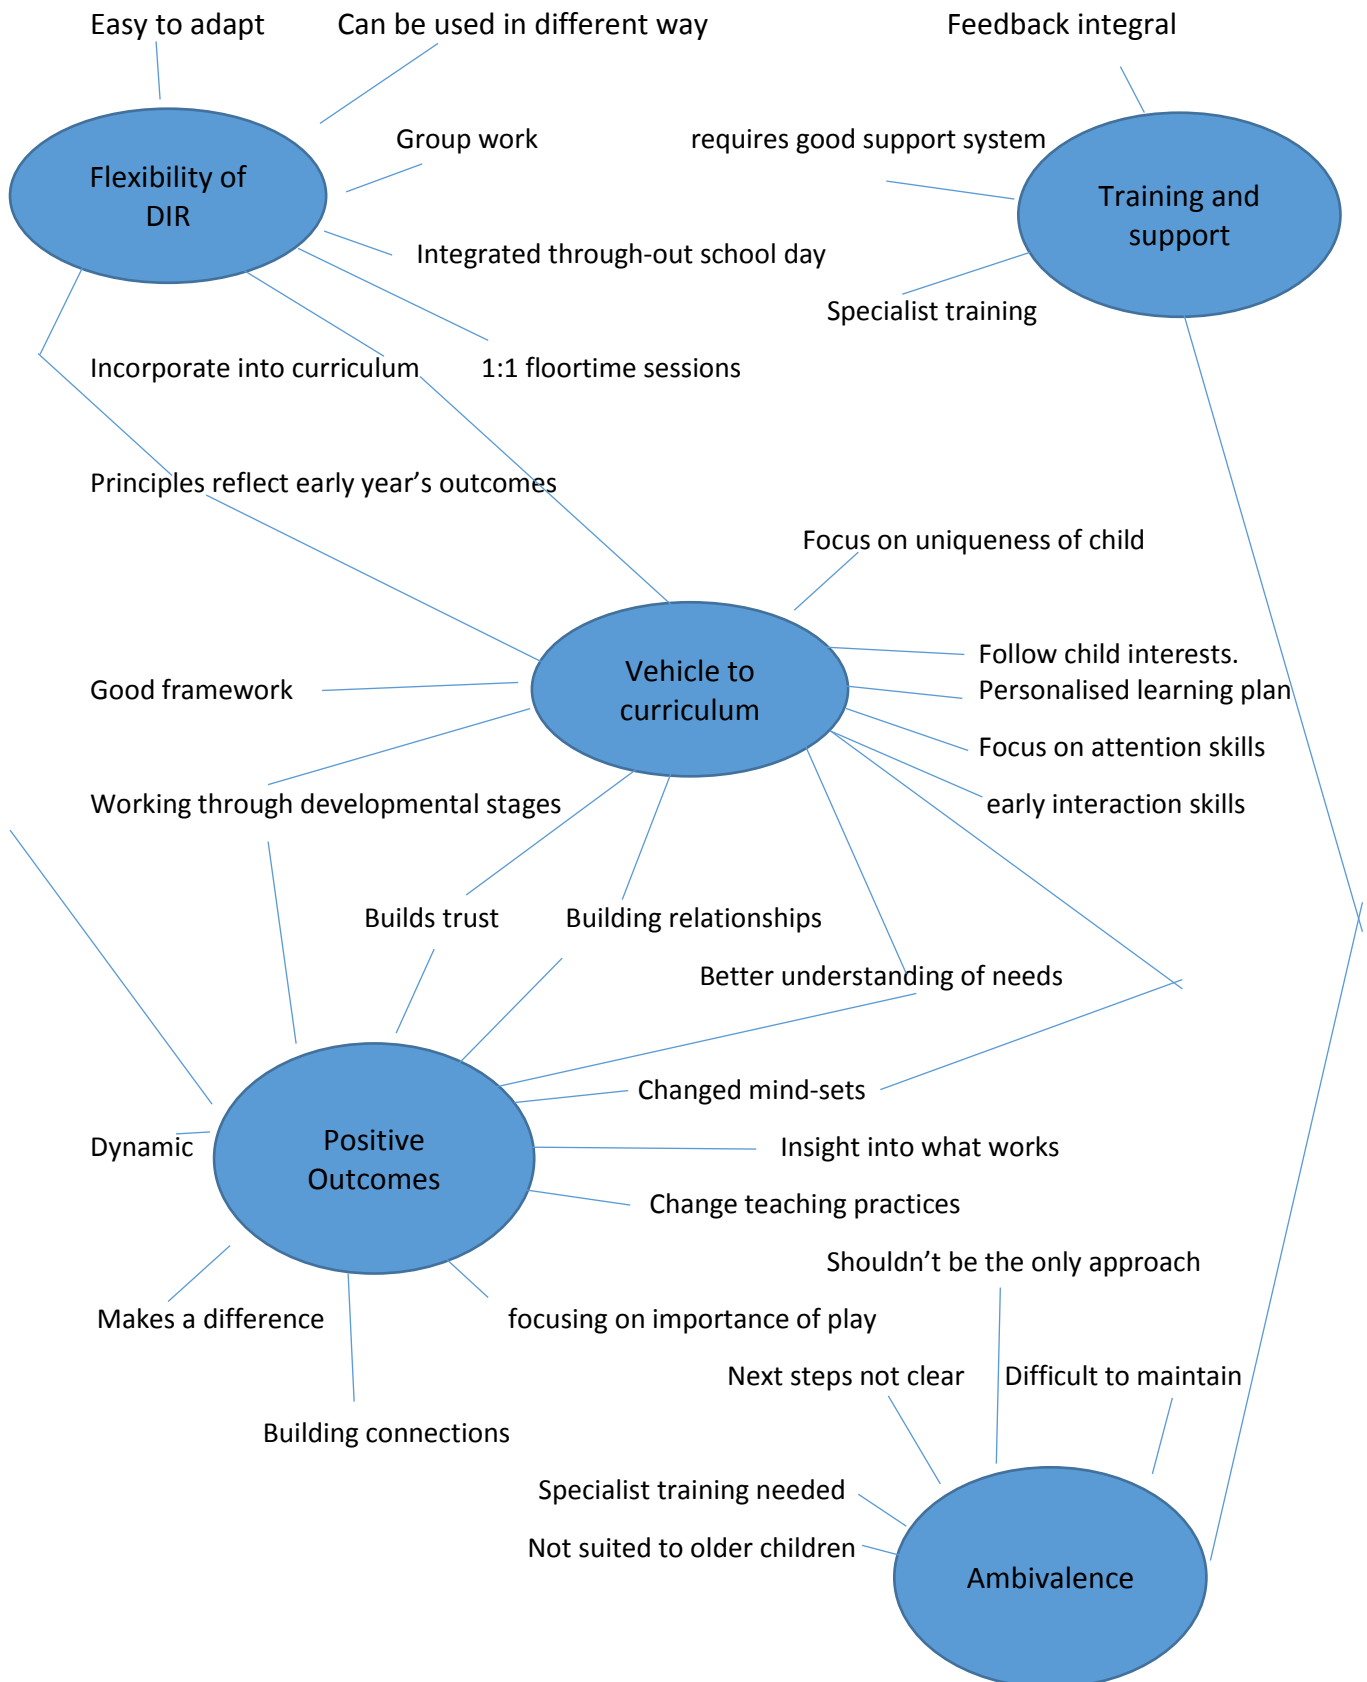 Easy to adapt
Can be used in different way
Feedback integral
Group work
requires good support system
Flexibility of
DIR
Training and
support
Integrated through-out school day
Specialist training
Incorporate into curriculum
1:1 floortime sessions
Principles reflect early year’s outcomes
Focus on uniqueness of child
Vehicle to
curriculum
Follow child interests.
Good framework
Personalised learning plan
Focus on attention skills
Working through developmental stages
early interaction skills
Builds trust
Building relationships
Better understanding of needs
Changed mind-sets
Dynamic
Positive
Outcomes
Insight into what works
Change teaching practices
Shouldn’t be the only approach
Makes a difference
focusing on importance of play
Next steps not clear
Difficult to maintain
Building connections
Specialist training needed
Not suited to older children
Ambivalence